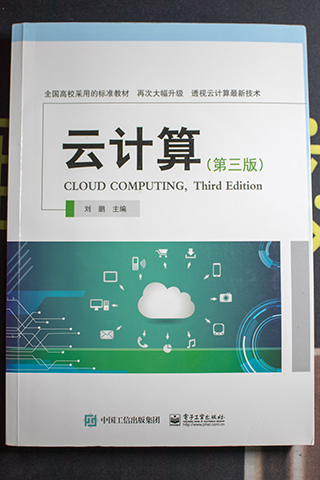 全国高校采用的标准教材 再次大幅升级 透视云计算最新技术
云计算(第三版)
CLOUD COMPUTING, Third Edition
刘鹏 主编
中国工信出版集团 电子工业出版社